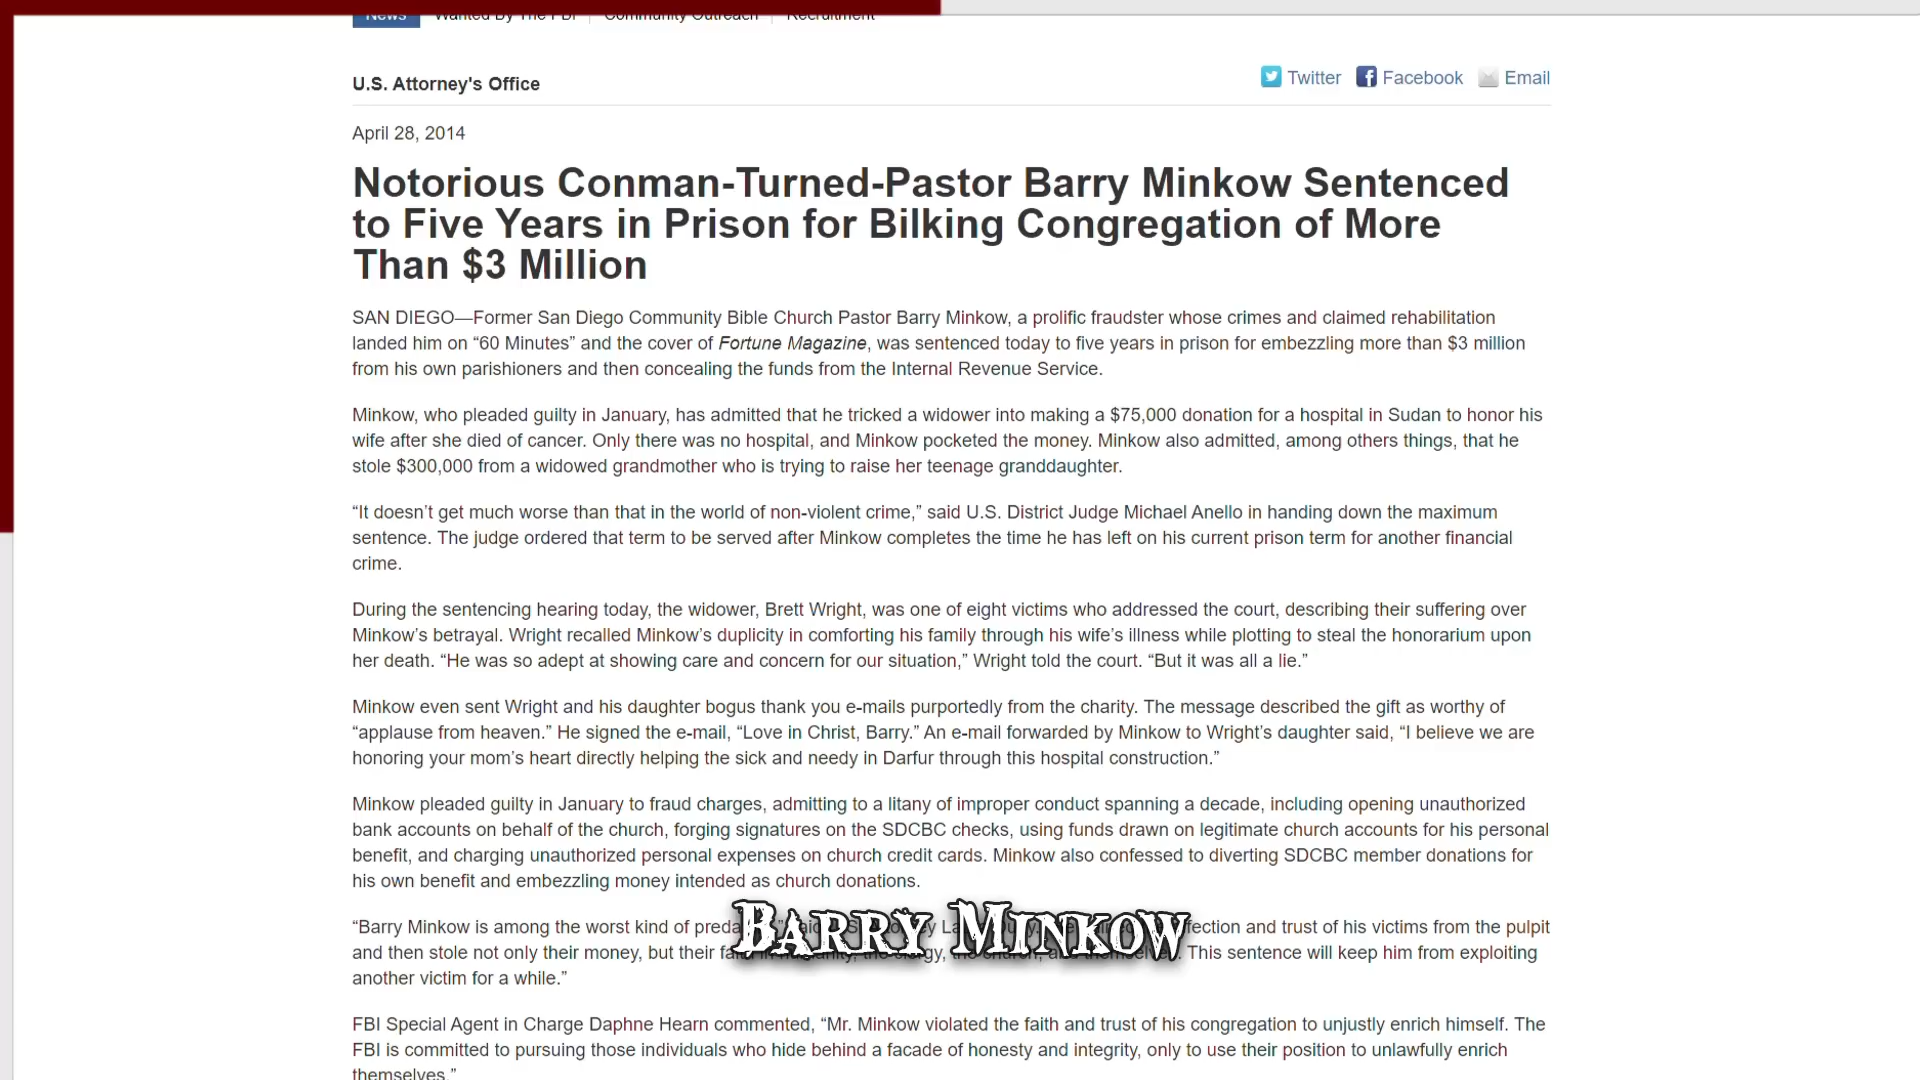 News Wanted By The FBI Community Outreach Recruitment
U.S. Attorney's Office
Twitter Facebook Email
April 28, 2014
Notorious Conman-Turned-Pastor Barry Minkow Sentenced
to Five Years in Prison for Bilking Congregation of More
Than $3 Million
SAN DIEGO—Former San Diego Community Bible Church Pastor Barry Minkow, a prolific fraudster whose crimes and claimed rehabilitation
landed him on “60 Minutes” and the cover of Fortune Magazine, was sentenced today to five years in prison for embezzling more than $3 million
from his own parishioners and then concealing the funds from the Internal Revenue Service.
Minkow, who pleaded guilty in January, has admitted that he tricked a widower into making a $75,000 donation for a hospital in Sudan to honor his
wife after she died of cancer. Only there was no hospital, and Minkow pocketed the money. Minkow also admitted, among others things, that he
stole $300,000 from a widowed grandmother who is trying to raise her teenage granddaughter.
“It doesn’t get much worse than that in the world of non-violent crime,” said U.S. District Judge Michael Anello in handing down the maximum
sentence. The judge ordered that term to be served after Minkow completes the time he has left on his current prison term for another financial
crime.
During the sentencing hearing today, the widower, Brett Wright, was one of eight victims who addressed the court, describing their suffering over
Minkow’s betrayal. Wright recalled Minkow’s duplicity in comforting his family through his wife’s illness while plotting to steal the honorarium upon
her death. “He was so adept at showing care and concern for our situation,” Wright told the court. “But it was all a lie.”
Minkow even sent Wright and his daughter bogus thank you e-mails purportedly from the charity. The message described the gift as worthy of
“applause from heaven.” He signed the e-mail, “Love in Christ, Barry.” An e-mail forwarded by Minkow to Wright’s daughter said, “I believe we are
honoring your mom’s heart directly helping the sick and needy in Darfur through this hospital construction.”
Minkow pleaded guilty in January to fraud charges, admitting to a litany of improper conduct spanning a decade, including opening unauthorized
bank accounts on behalf of the church, forging signatures on the SDCBC checks, using funds drawn on legitimate church accounts for his personal
benefit, and charging unauthorized personal expenses on church credit cards. Minkow also confessed to diverting SDCBC member donations for
his own benefit and embezzling money intended as church donations.
“Barry Minkow is among the worst kind of and trust of his victims from the pulpit
and then stole not only their money, but their This sentence will keep him from exploiting
another victim for a while.”
Barry Minkow
FBI Special Agent in Charge Daphne Hearn commented, “Mr. Minkow violated the faith and trust of his congregation to unjustly enrich himself. The
FBI is committed to pursuing those individuals who hide behind a facade of honesty and integrity, only to use their position to unlawfully enrich
themselves.”